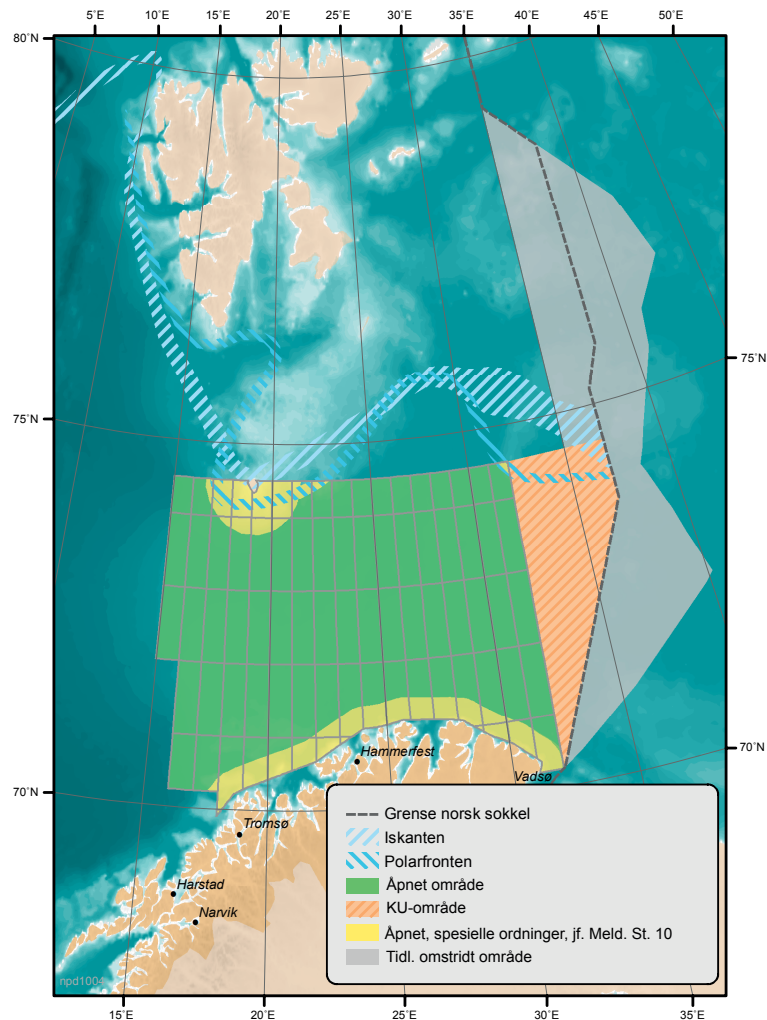 5°E 10°E 15°E 20°E 25°E 30°E 35°E 40°E 45°E 50°E
80°N
75°N
75°N
70°N
70°N
Hammerfest
Vadsø
Tromsø
Harstad
Narvik
Grense norsk sokkel
Iskanten
Polarfronten
Åpnet område
KU-område
Åpnet, spesielle ordninger, jf. Meld. St. 10
Tidl. omstridt område
npd1004
15°E 20°E 25°E 30°E 35°E